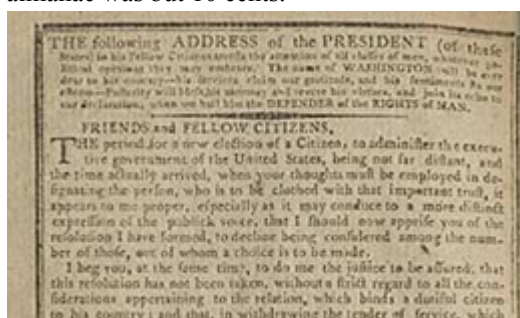 almanac was but 10 cents.
THE following ADDRESS of the PRESIDENT (of these
States) to his Fellow Citizens the attention of all classes of men, whatever po-
litical opinions they may embrace. The name of WASHINGTON will be ever
dear to his country—his services claim our gratitude, and his sentiments our
esteem—Posterity will bless his memory and revere his virtues, and join in
our declaration, when we hail him the DEFENDER of the RIGHTS of MAN.
FRIENDS and FELLOW CITIZENS,
THE period for a new election of a Citizen, to administer the execu-
tive government of the United States, being not far distant, and
the time actually arrived, when your thoughts must be employed in de-
signating the person, who is to be clothed with that important trust, it
appears to me proper, especially as it may conduce to a more distinct
expression of the publick voice, that I should now apprise you of the
resolution I have formed, to decline being considered among the num-
ber of those, out of whom a choice is to be made.
I beg you, at the same time, to do me the justice to be assured, that
this resolution has not been taken, without a strict regard to all the con-
siderations appertaining to the relation, which binds a dutiful citizen
to his country; and that, in withdrawing the tender of service, which